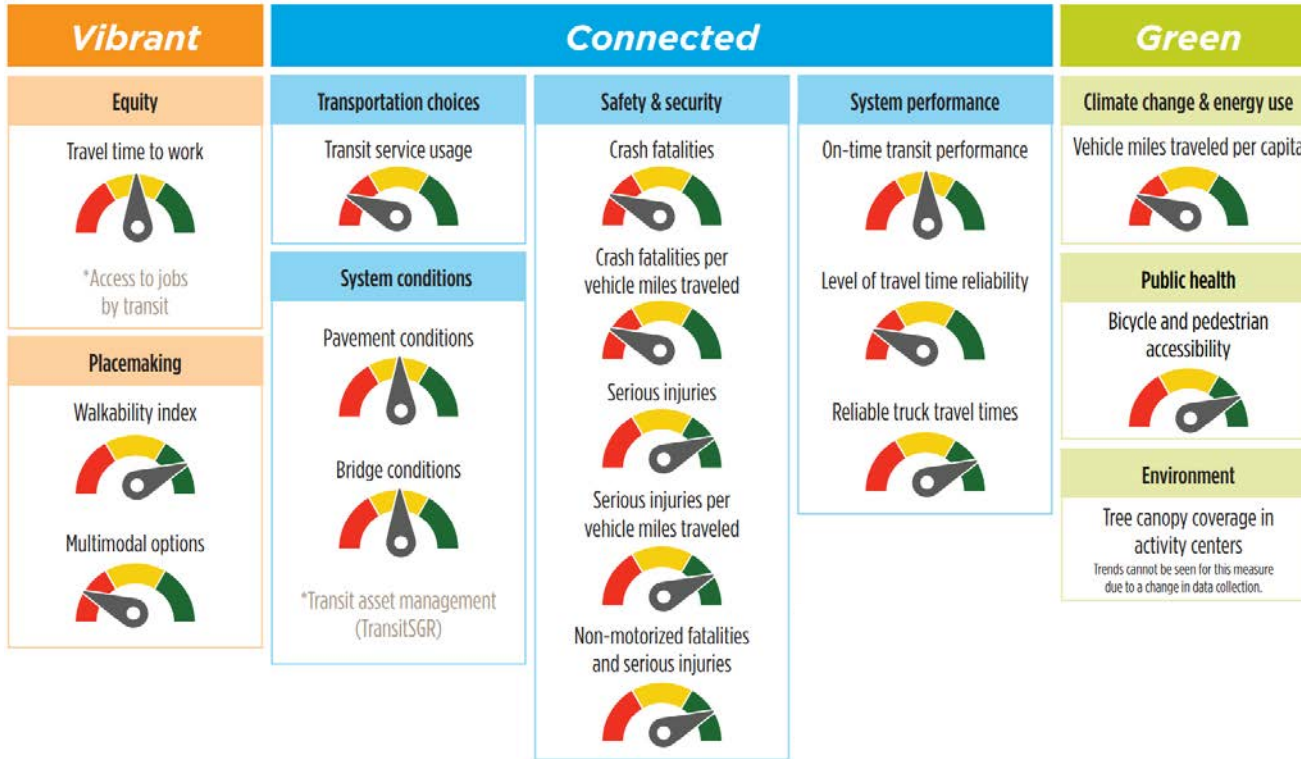 Vibrant
Equity
Travel time to work
*Access to jobs
by transit
Placemaking
Walkability index
Multimodal options
Connected
Transportation choices
Transit service usage
System conditions
Pavement conditions
Bridge conditions
*Transit asset management
(TransitSGR)
Safety & security
Crash fatalities
Crash fatalities per
vehicle miles traveled
Serious injuries
Serious injuries per
vehicle miles traveled
Non-motorized fatalities
and serious injuries
System performance
On-time transit performance
Level of travel time reliability
Reliable truck travel times
Green
Climate change & energy use
Vehicle miles traveled per capita
Public health
Bicycle and pedestrian
accessibility
Environment
Tree canopy coverage in
activity centers
Trends cannot be seen for this measure
due to a change in data collection.